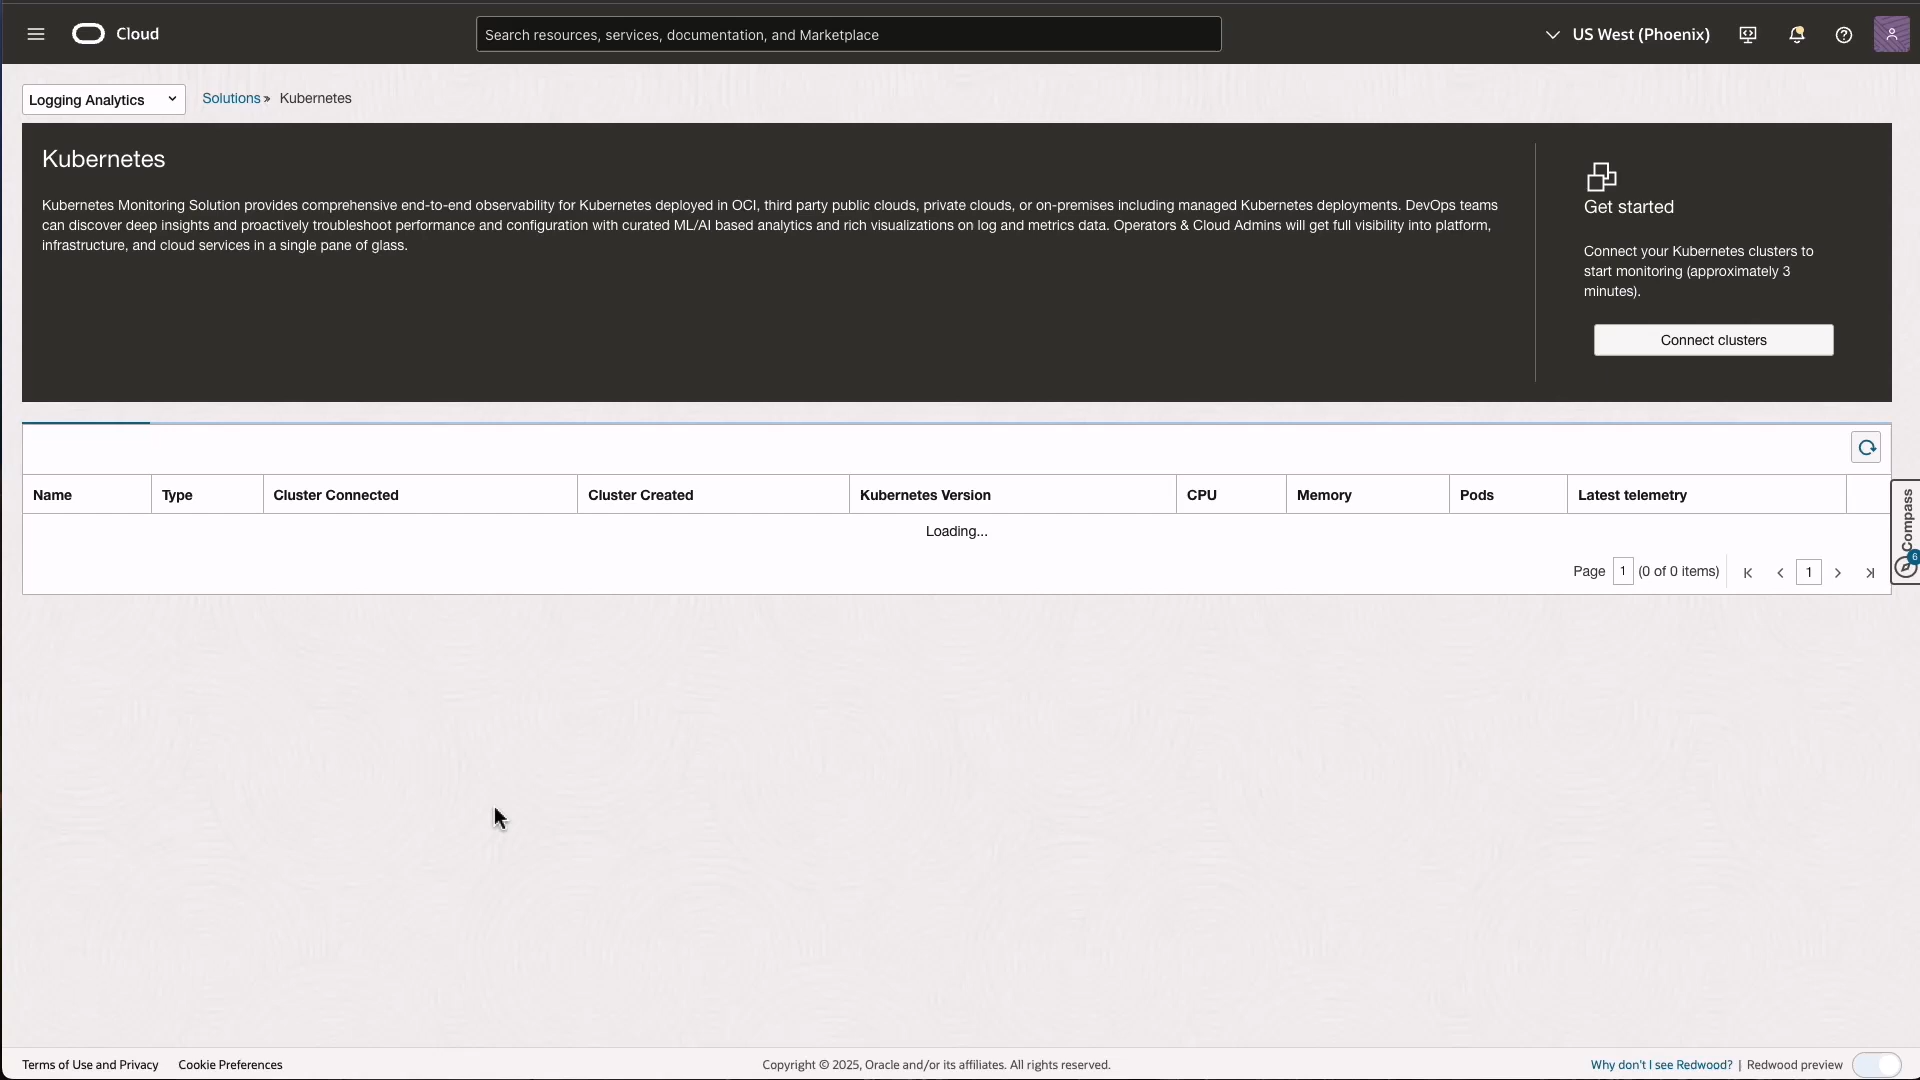 Cloud
Search resources, services, documentation, and Marketplace
US West (Phoenix)
Logging Analytics
Solutions » Kubernetes
Kubernetes
Kubernetes Monitoring Solution provides comprehensive end-to-end observability for Kubernetes deployed in OCI, third party public clouds, private clouds, or on-premises including managed Kubernetes deployments. DevOps teams
can discover deep insights and proactively troubleshoot performance and configuration with curated ML/AI based analytics and rich visualizations on log and metrics data. Operators & Cloud Admins will get full visibility into platform,
infrastructure, and cloud services in a single pane of glass.
Get started
Connect your Kubernetes clusters to
start monitoring (approximately 3
minutes).
Connect clusters
Name Type Cluster Connected Cluster Created Kubernetes Version CPU Memory Pods Latest telemetry
Loading...
Page 1 (0 of 0 items) 1
Compass
6
Terms of Use and Privacy Cookie Preferences
Copyright © 2025, Oracle and/or its affiliates. All rights reserved.
Why don't I see Redwood? | Redwood preview